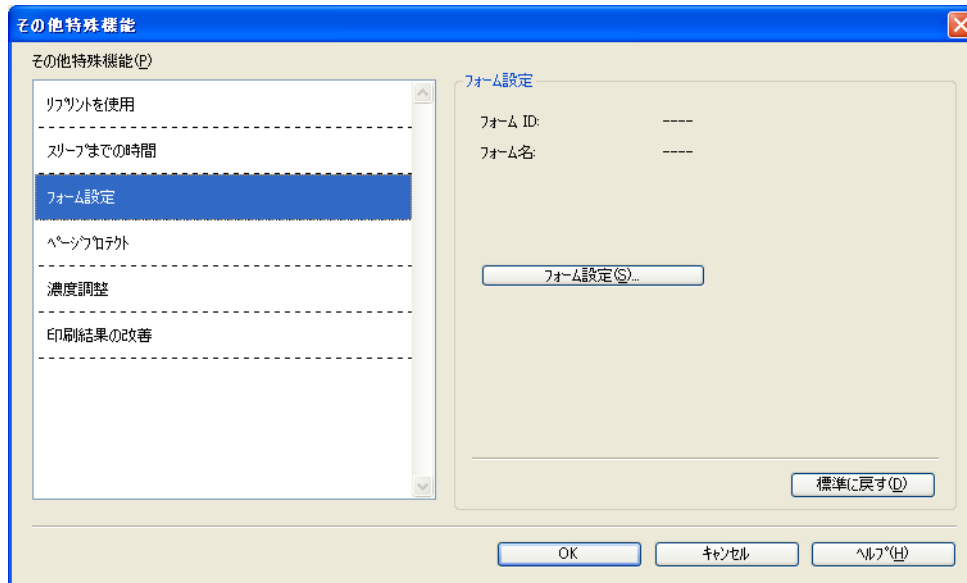 その他特殊機能
その他特殊機能(P)
ﾘﾌﾟﾘﾝﾄを使用
ｽﾘｰﾌﾟまでの時間
ﾌｫｰﾑ設定
ﾍﾟｰｼﾞﾌﾟﾛﾃｸﾄ
濃度調整
印刷結果の改善
ﾌｫｰﾑ設定
ﾌｫｰﾑ ID: ----
ﾌｫｰﾑ名: ----
ﾌｫｰﾑ設定(S)...
標準に戻す(D)
OK
ｷｬﾝｾﾙ
ﾍﾙﾌﾟ(H)